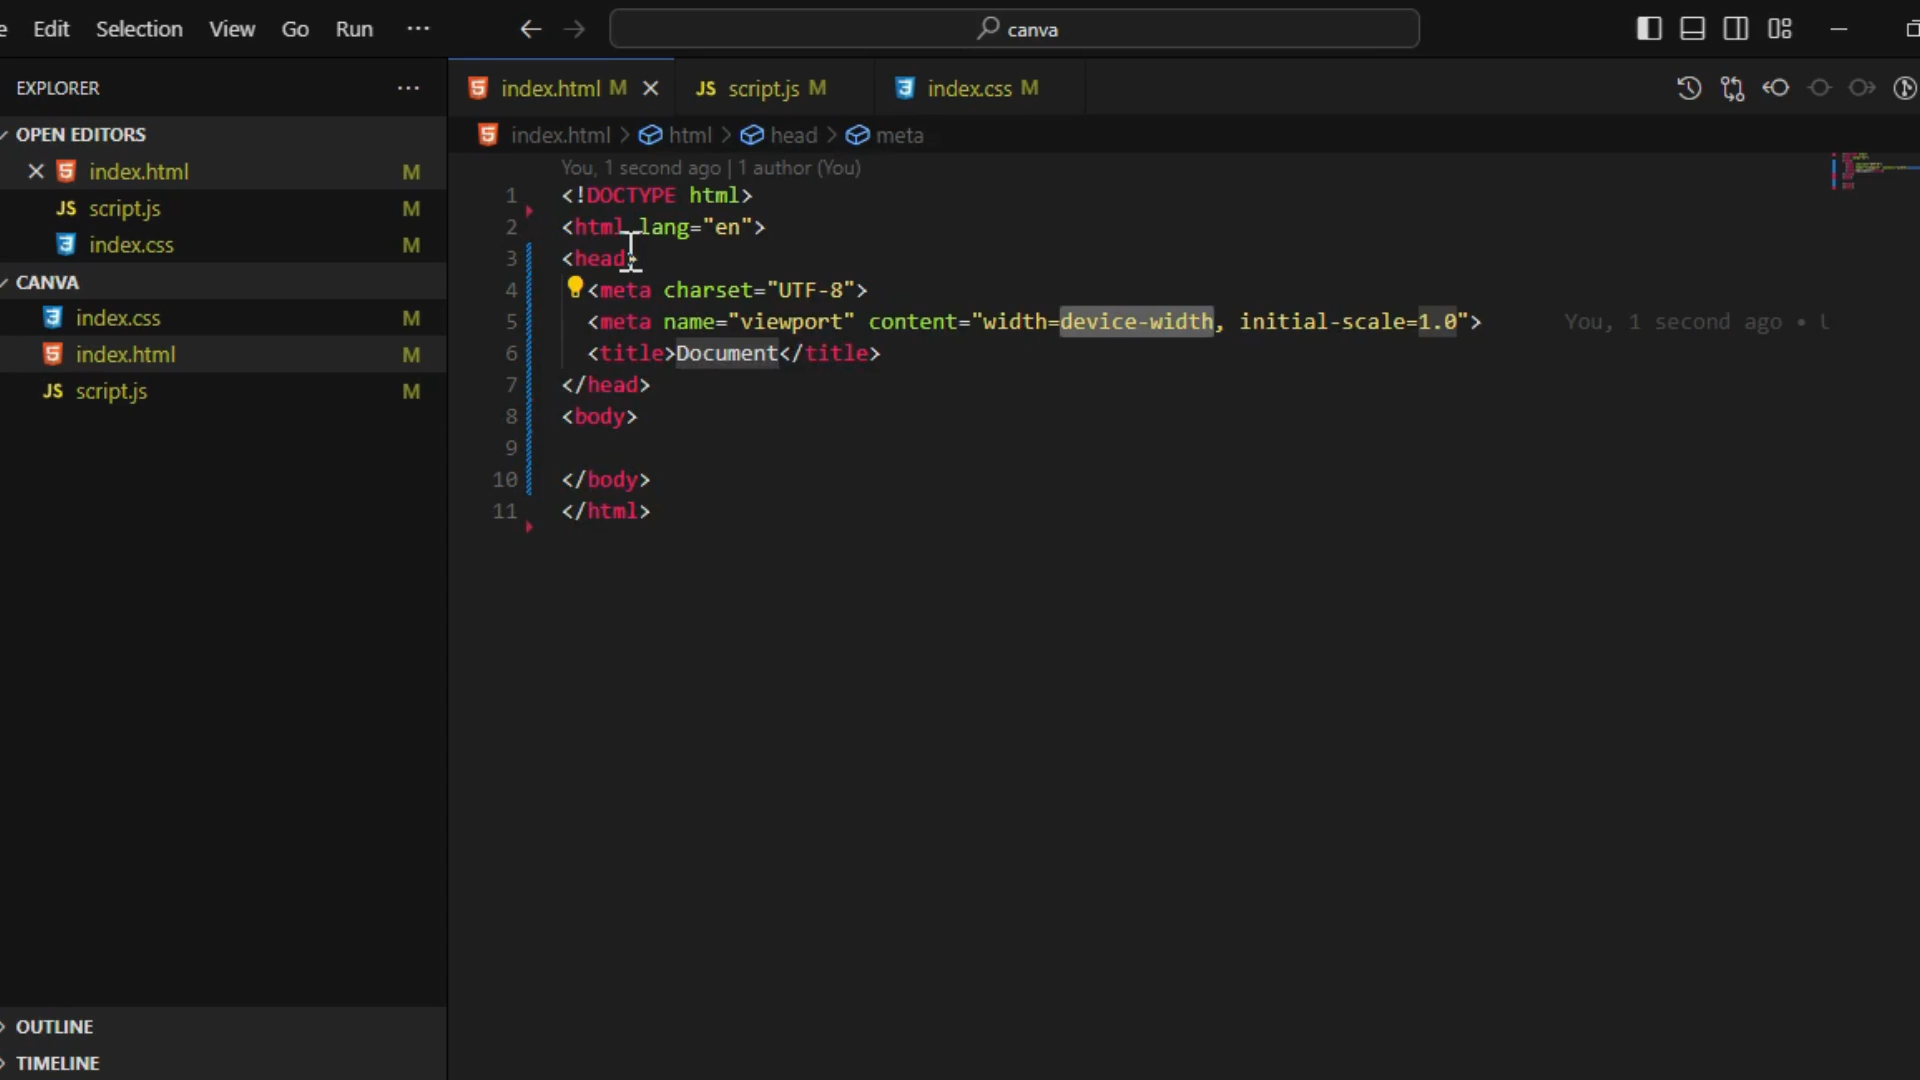 Edit Selection View Go Run ···
canva
EXPLORER ···
OPEN EDITORS
index.html M
JS script.js M
index.css M
CANVA
index.css M
index.html M
JS script.js M
OUTLINE
TIMELINE
index.html M JS script.js M index.css M
index.html > html > head > meta
You, 1 second ago | 1 author (You)
1 <!DOCTYPE html>
2 <html lang="en">
3 <head>
4 <meta charset="UTF-8">
5 <meta name="viewport" content="width=device-width, initial-scale=1.0"> You, 1 second ago •
6 <title>Document</title>
7 </head>
8 <body>
9
10 </body>
11 </html>